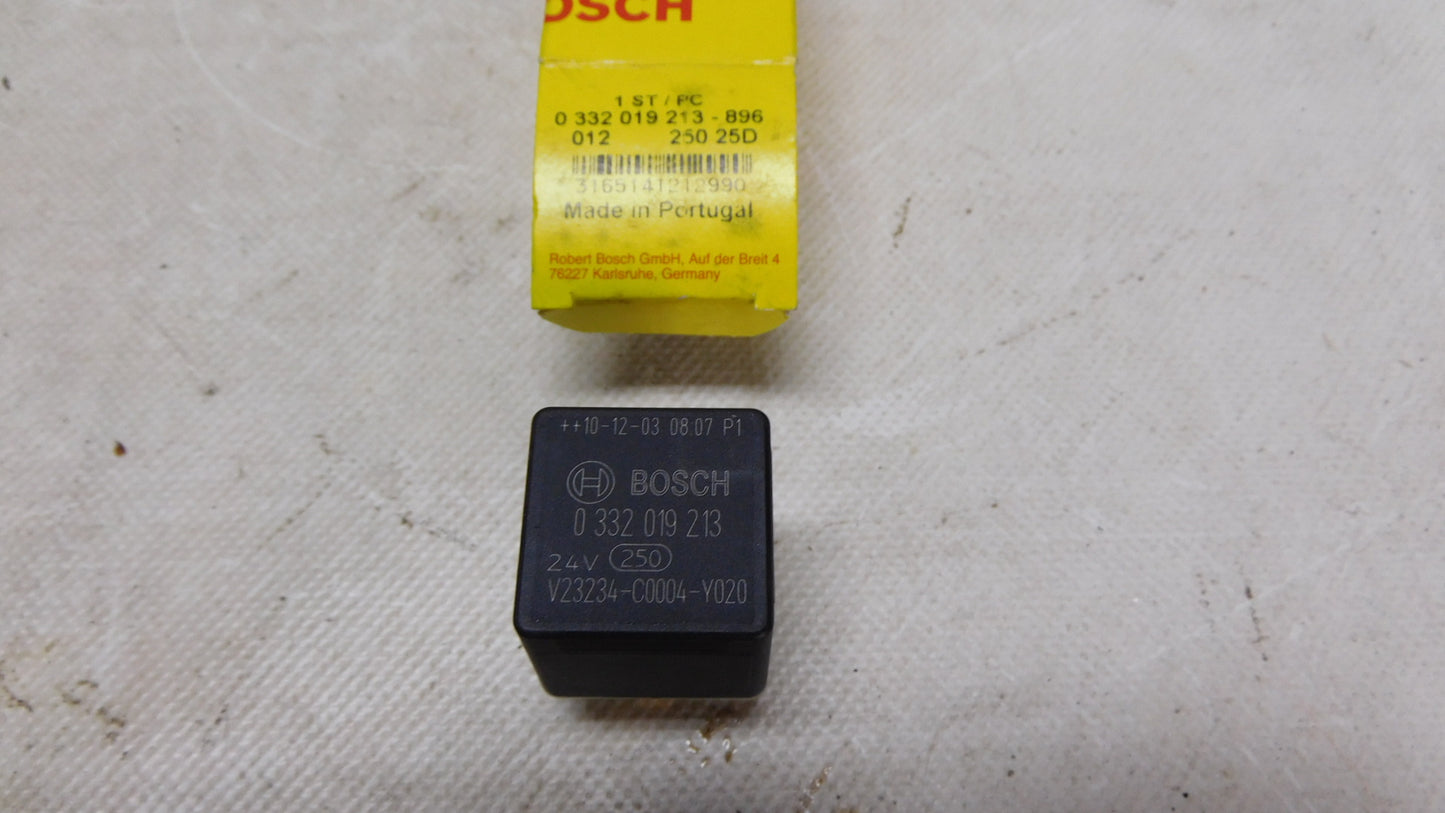 OSCH
1 ST / PC
0 332 019 213 - 896
012 250 25D
3165141212990
Made in Portugal
Robert Bosch GmbH, Auf der Breit 4
76227 Karlsruhe, Germany
++10-12-03 08:07 P1
BOSCH
0 332 019 213
24V 250
V23234-C0004-Y020